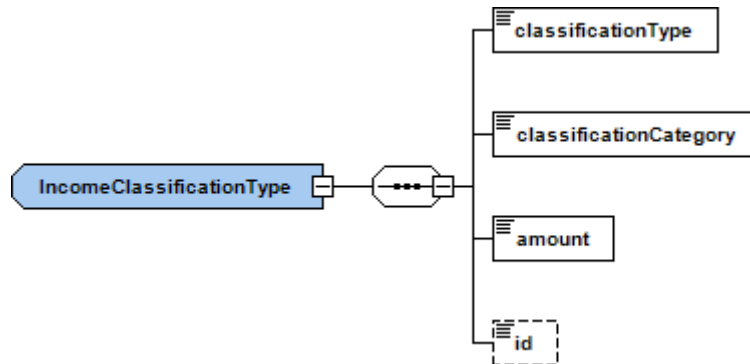 classificationType
classificationCategory
IncomeClassificationType
amount
id